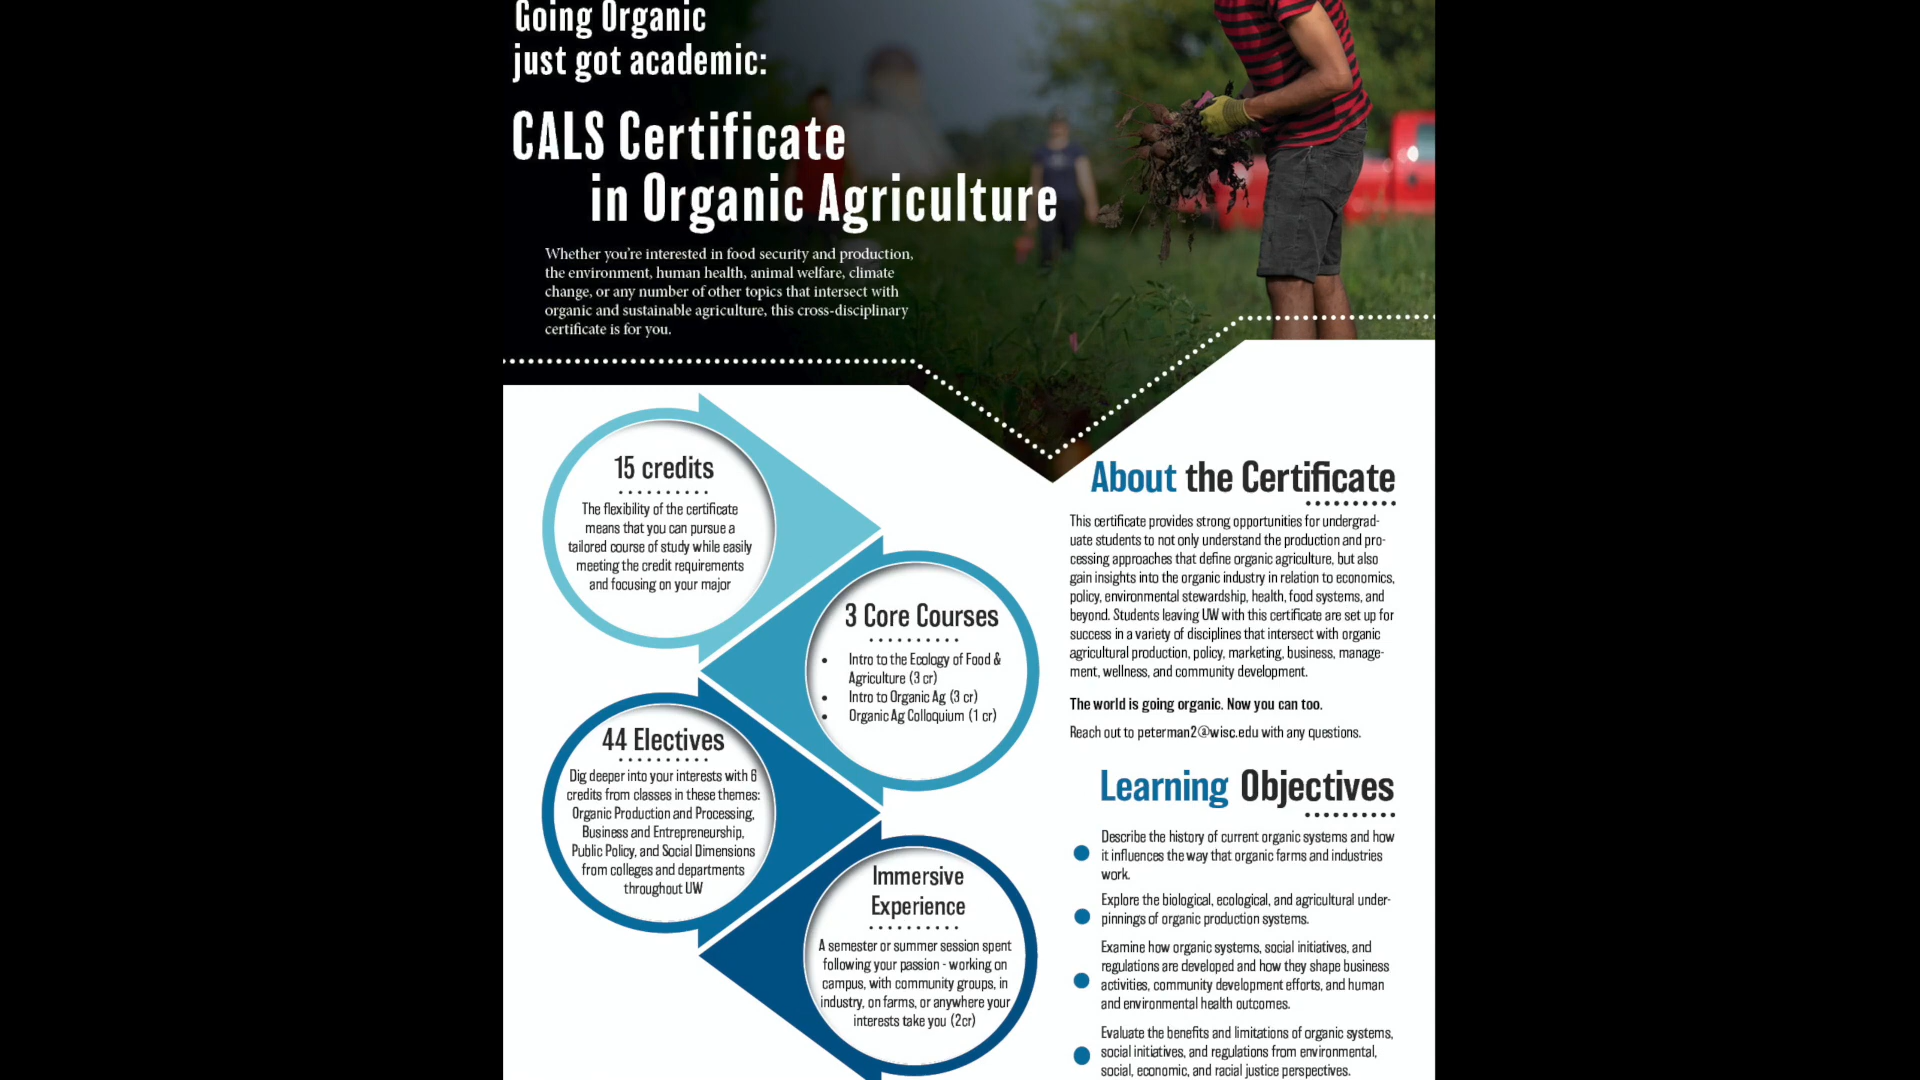 Going Organic
just got academic:
CALS Certificate
in Organic Agriculture
Whether you're interested in food security and production,
the environment, human health, animal welfare, climate
change, or any number of other topics that intersect with
organic and sustainable agriculture, this cross-disciplinary
certificate is for you.
15 credits
The flexibility of the certificate
means that you can pursue a
tailored course of study while easily
meeting the credit requirements
and focusing on your major
3 Core Courses
• Intro to the Ecology of Food &
Agriculture (3 cr)
• Intro to Organic Ag (3 cr)
• Organic Ag Colloquium (1 cr)
44 Electives
Dig deeper into your interests with 6
credits from classes in these themes:
Organic Production and Processing,
Business and Entrepreneurship,
Public Policy, and Social Dimensions
from colleges and departments
throughout UW
Immersive
Experience
A semester or summer session spent
following your passion - working on
campus, with community groups, in
industry, on farms, or anywhere your
interests take you (2cr)
About the Certificate
This certificate provides strong opportunities for undergrad-
uate students to not only understand the production and pro-
cessing approaches that define organic agriculture, but also
gain insights into the organic industry in relation to economics,
policy, environmental stewardship, health, food systems, and
beyond. Students leaving UW with this certificate are set up for
success in a variety of disciplines that intersect with organic
agricultural production, policy, marketing, business, manage-
ment, wellness, and community development.
The world is going organic. Now you can too.
Reach out to peterman2@wisc.edu with any questions.
Learning Objectives
Describe the history of current organic systems and how
it influences the way that organic farms and industries
work.
Explore the biological, ecological, and agricultural under-
pinnings of organic production systems.
Examine how organic systems, social initiatives, and
regulations are developed and how they shape business
activities, community development efforts, and human
and environmental health outcomes.
Evaluate the benefits and limitations of organic systems,
social initiatives, and regulations from environmental,
social, economic, and racial justice perspectives.